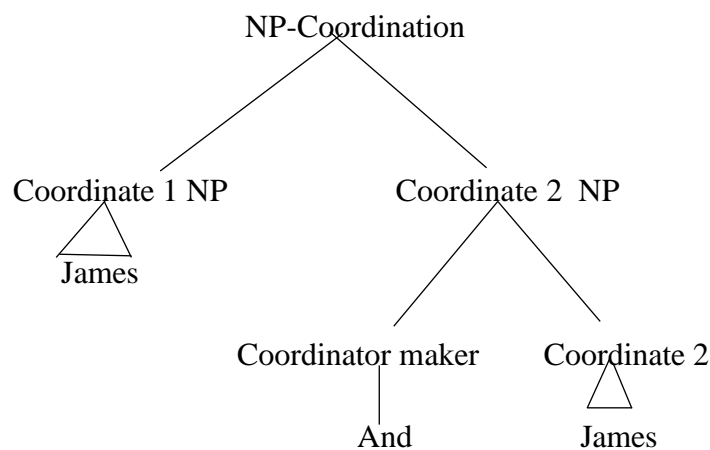 NP-Coordination
Coordinate 1 NP
Coordinate 2 NP
James
Coordinator maker
Coordinate 2
And
James